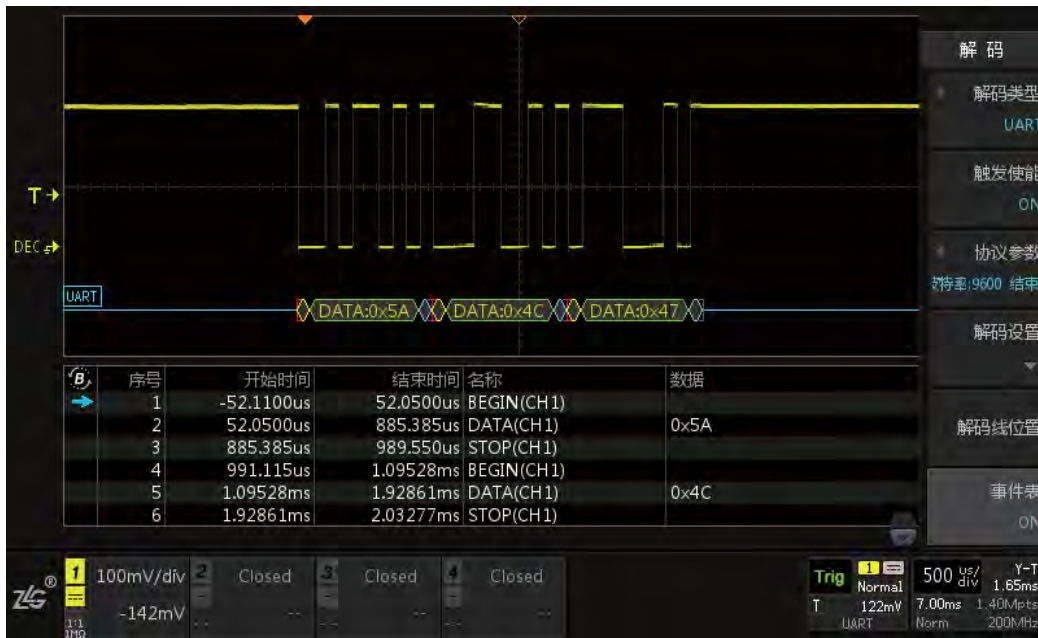 解 码
解码类型
UART
触发使能
ON
协议参数
特率:9600 结束
解码设置
解码线位置
事件表
ON
T
DEC
UART
DATA:0x5A
DATA:0x4C
DATA:0x47
B 序号 开始时间 结束时间 名称 数据
1 -52.1100us 52.0500us BEGIN(CH1)
2 52.0500us 885.385us DATA(CH1) 0x5A
3 885.385us 989.550us STOP(CH1)
4 991.115us 1.09528ms BEGIN(CH1)
5 1.09528ms 1.92861ms DATA(CH1) 0x4C
6 1.92861ms 2.03277ms STOP(CH1)
ZLG®
1 100mV/div
-142mV
1:1
1MΩ
2 Closed
-- --
3 Closed
-- --
4 Closed
-- --
Trig 1 Normal
T 122mV
UART
500 us/div Y-T
1.65ms
7.00ms 1.40Mpts
Norm 200MHz